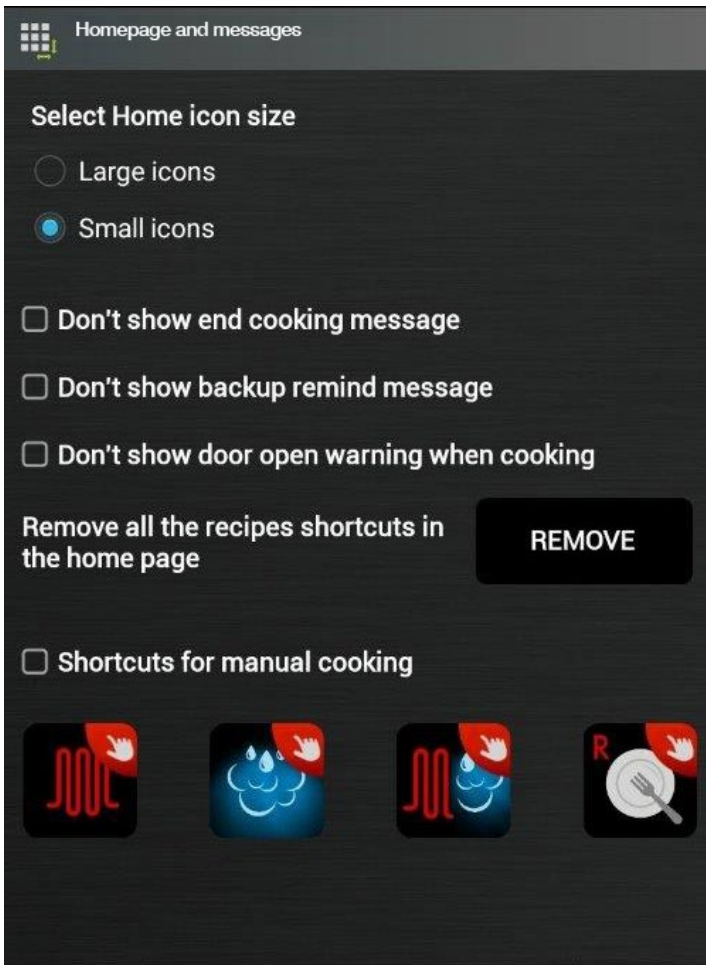 Homepage and messages
Select Home icon size
Large icons
Small icons
Don't show end cooking message
Don't show backup remind message
Don't show door open warning when cooking
Remove all the recipes shortcuts in
the home page
REMOVE
Shortcuts for manual cooking
R